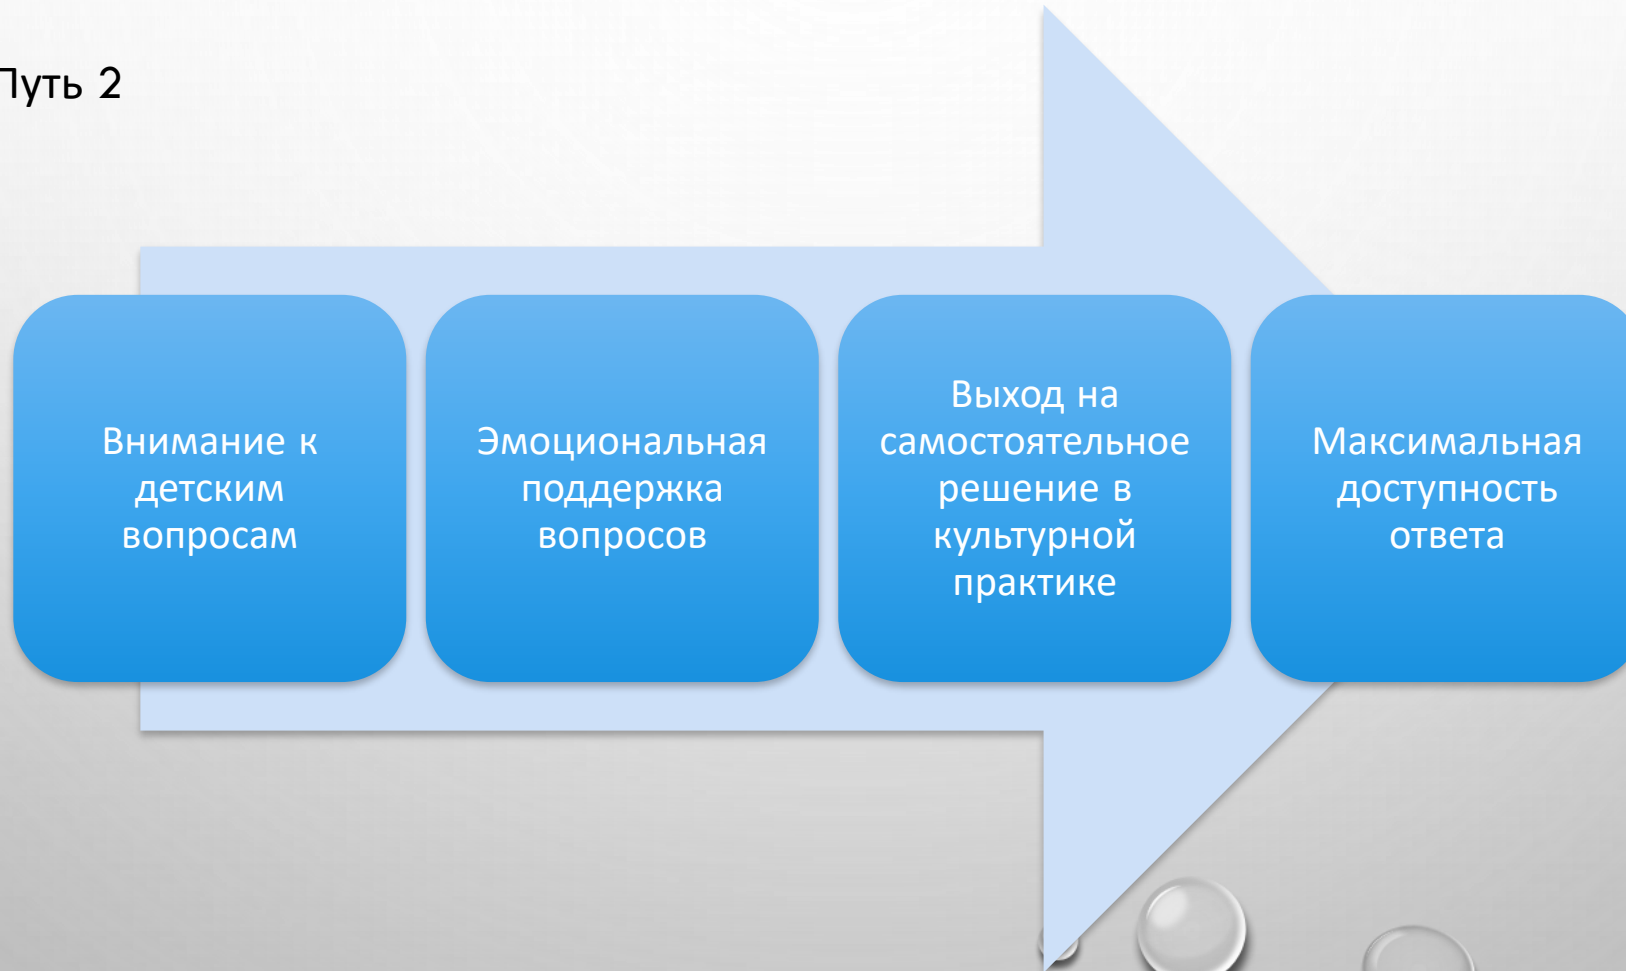 Путь 2
Внимание к
детским
вопросам
Эмоциональная
поддержка
вопросов
Выход на
самостоятельное
решение в
культурной
практике
Максимальная
доступность
ответа